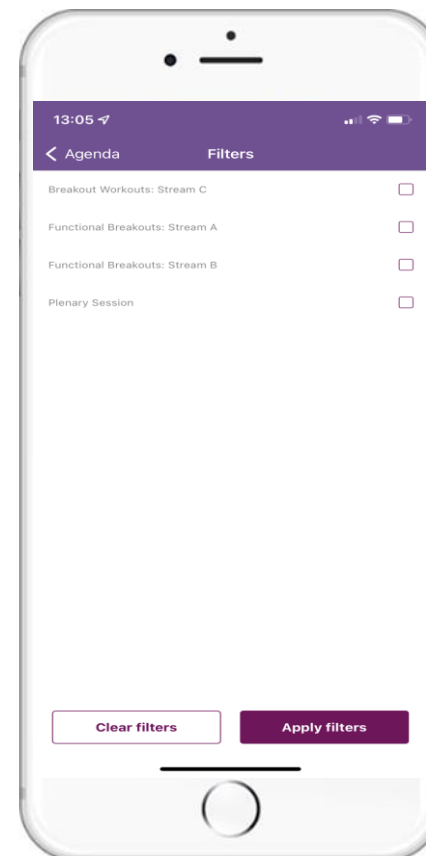 13:05
Agenda
Filters
Breakout Workouts: Stream C
Functional Breakouts: Stream A
Functional Breakouts: Stream B
Plenary Session
Clear filters
Apply filters